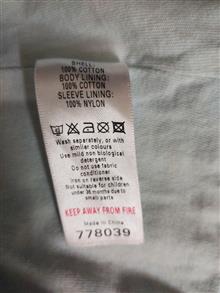 SHELL:
100% COTTON
BODY LINING:
100% COTTON
SLEEVE LINING:
100% NYLON
Wash separately, or with
similar colours
Use mild non biological
detergent
Do not use fabric
conditioner
Iron on reverse side
Not suitable for children
under 36 months due to
small parts
KEEP AWAY FROM FIRE
Made in China
778039